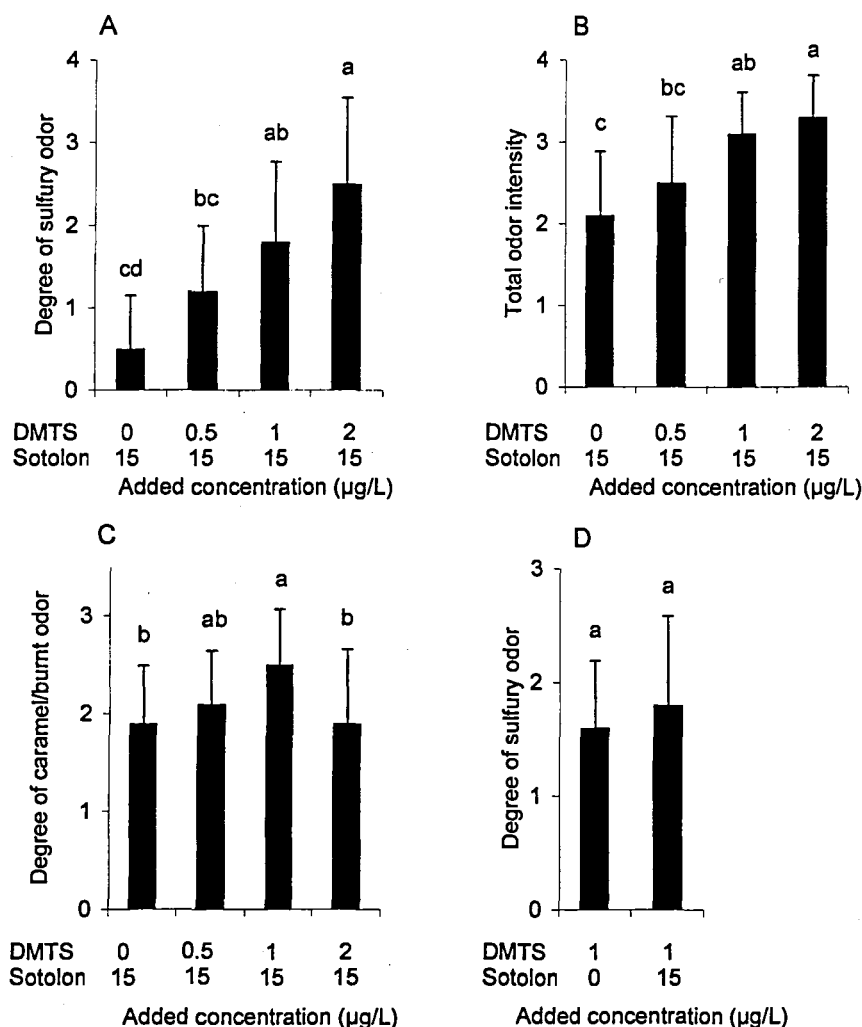 A
4
3
2
1
0
Degree of sulfury odor
cd
bc
ab
a
DMTS 0 0.5 1 2
Sotolon 15 15 15 15
Added concentration (µg/L)
B
4
3
2
1
0
Total odor intensity
c
bc
ab
a
0 0.5 1 2
15 15 15 15
Added concentration (µg/L)
C
3
2
1
0
Degree of caramel/burnt odor
b
ab
a
b
DMTS 0 0.5 1 2
Sotolon 15 15 15 15
Added concentration (µg/L)
D
3
2
1
0
Degree of sulfury odor
a
a
DMTS 1 1
Sotolon 0 15
Added concentration (µg/L)